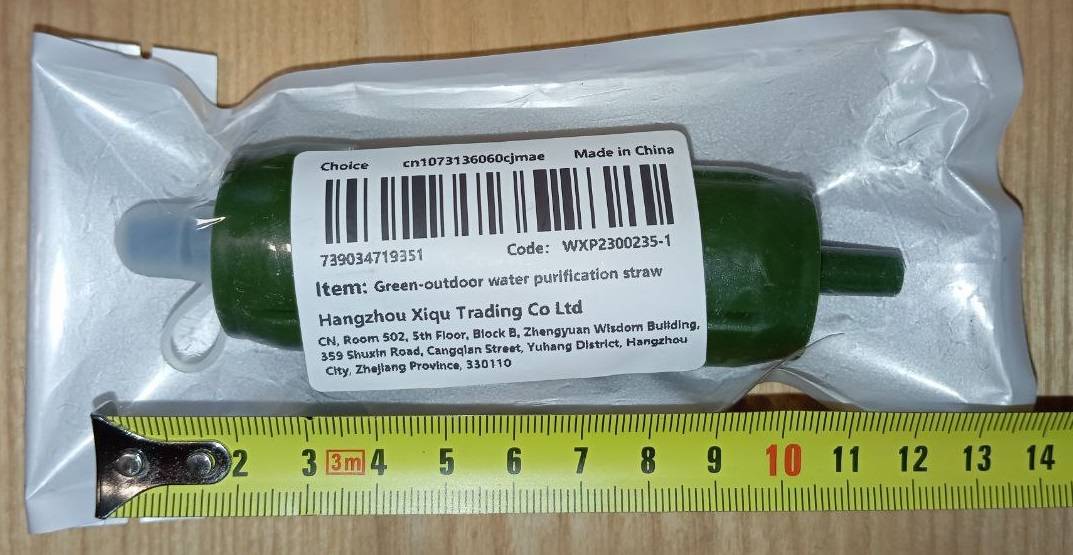 Choice cn1073136060cjmae Made in China
739034719351 Code: WXP2300235-1
Item: Green-outdoor water purification straw
Hangzhou Xiqu Trading Co Ltd
CN, Room 502, 5th Floor, Block B, Zhengyuan Wisdom Building,
359 Shuxin Road, Cangqian Street, Yuhang District, Hangzhou
City, Zhejiang Province, 330110
2 3 3m 4 5 6 7 8 9 10 11 12 13 14